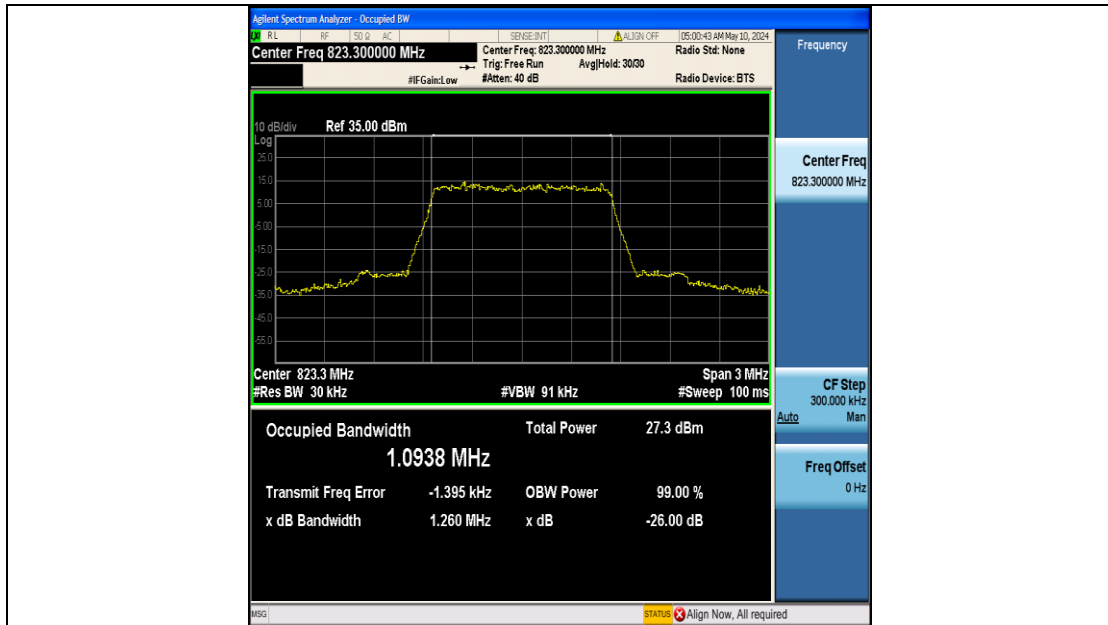 Agilent Spectrum Analyzer - Occupied BW
RL RF 50 Ω AC SENSE:INT ALIGN OFF 05:00:43 AM May 10, 2024
Center Freq 823.300000 MHz
Center Freq: 823.300000 MHz Radio Std: None
Trig: Free Run Avg|Hold: 30/30
#IFGain:Low #Atten: 40 dB Radio Device: BTS
Frequency
10 dB/div Ref 35.00 dBm
Log
25.0
15.0
5.00
-5.00
-15.0
-25.0
-35.0
-45.0
-55.0
Center 823.3 MHz Span 3 MHz
#Res BW 30 kHz #VBW 91 kHz #Sweep 100 ms
Center Freq
823.300000 MHz
CF Step
300.000 kHz
Auto Man
Freq Offset
0 Hz
Occupied Bandwidth Total Power 27.3 dBm
1.0938 MHz
Transmit Freq Error -1.395 kHz OBW Power 99.00 %
x dB Bandwidth 1.260 MHz x dB -26.00 dB
MSG STATUS Align Now, All required